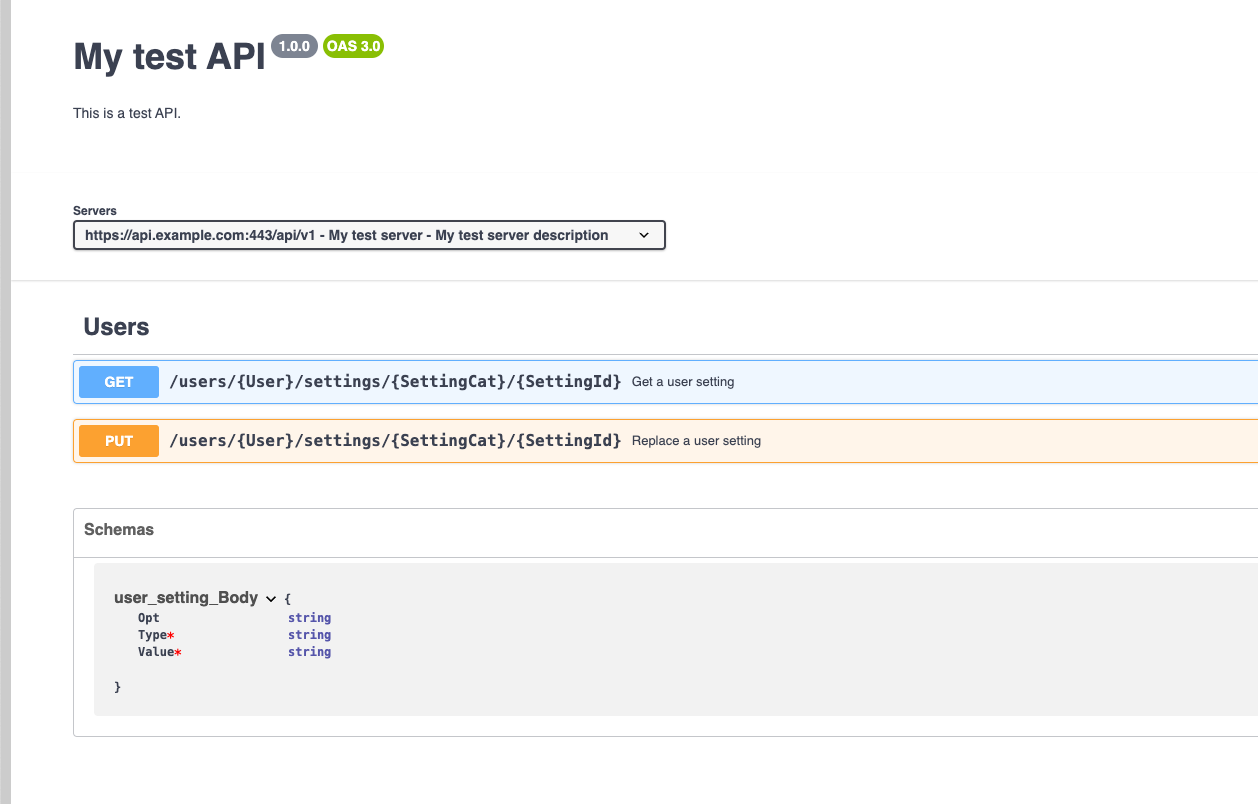 My test API 1.0.0 OAS 3.0
This is a test API.
Servers
https://api.example.com:443/api/v1 - My test server - My test server description
Users
GET /users/{User}/settings/{SettingCat}/{SettingId} Get a user setting
PUT /users/{User}/settings/{SettingCat}/{SettingId} Replace a user setting
Schemas
user_setting_Body {
Opt string
Type* string
Value* string
}